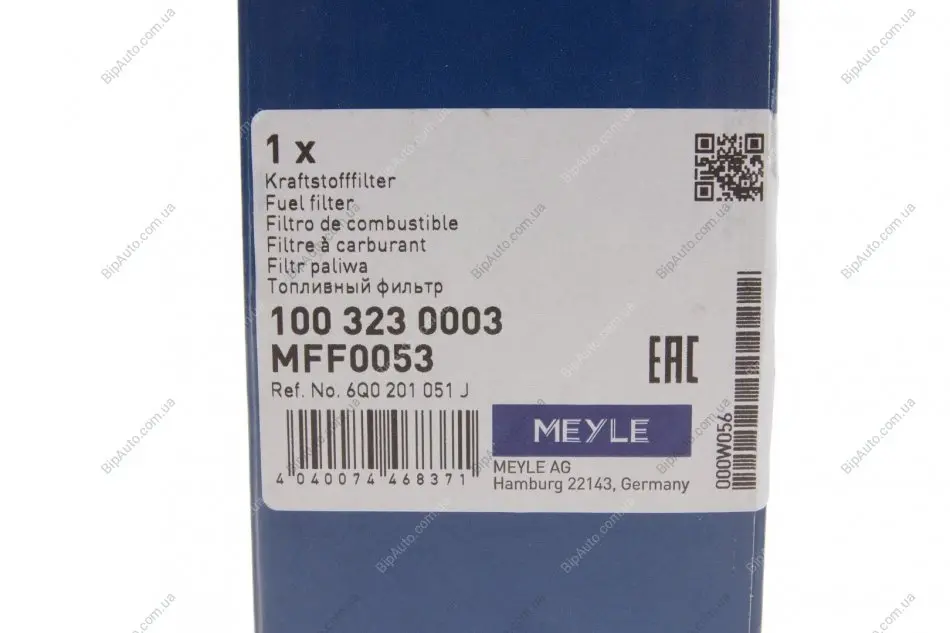 1 x
Kraftstofffilter
Fuel filter
Filtro de combustible
Filtre à carburant
Filtr paliwa
Топливный фильтр
100 323 0003
MFF0053
Ref. No. 6Q0 201 051 J
EAC
MEYLE
MEYLE AG
Hamburg 22143, Germany
4 040074 468371
000W056
BipAuto.com.ua